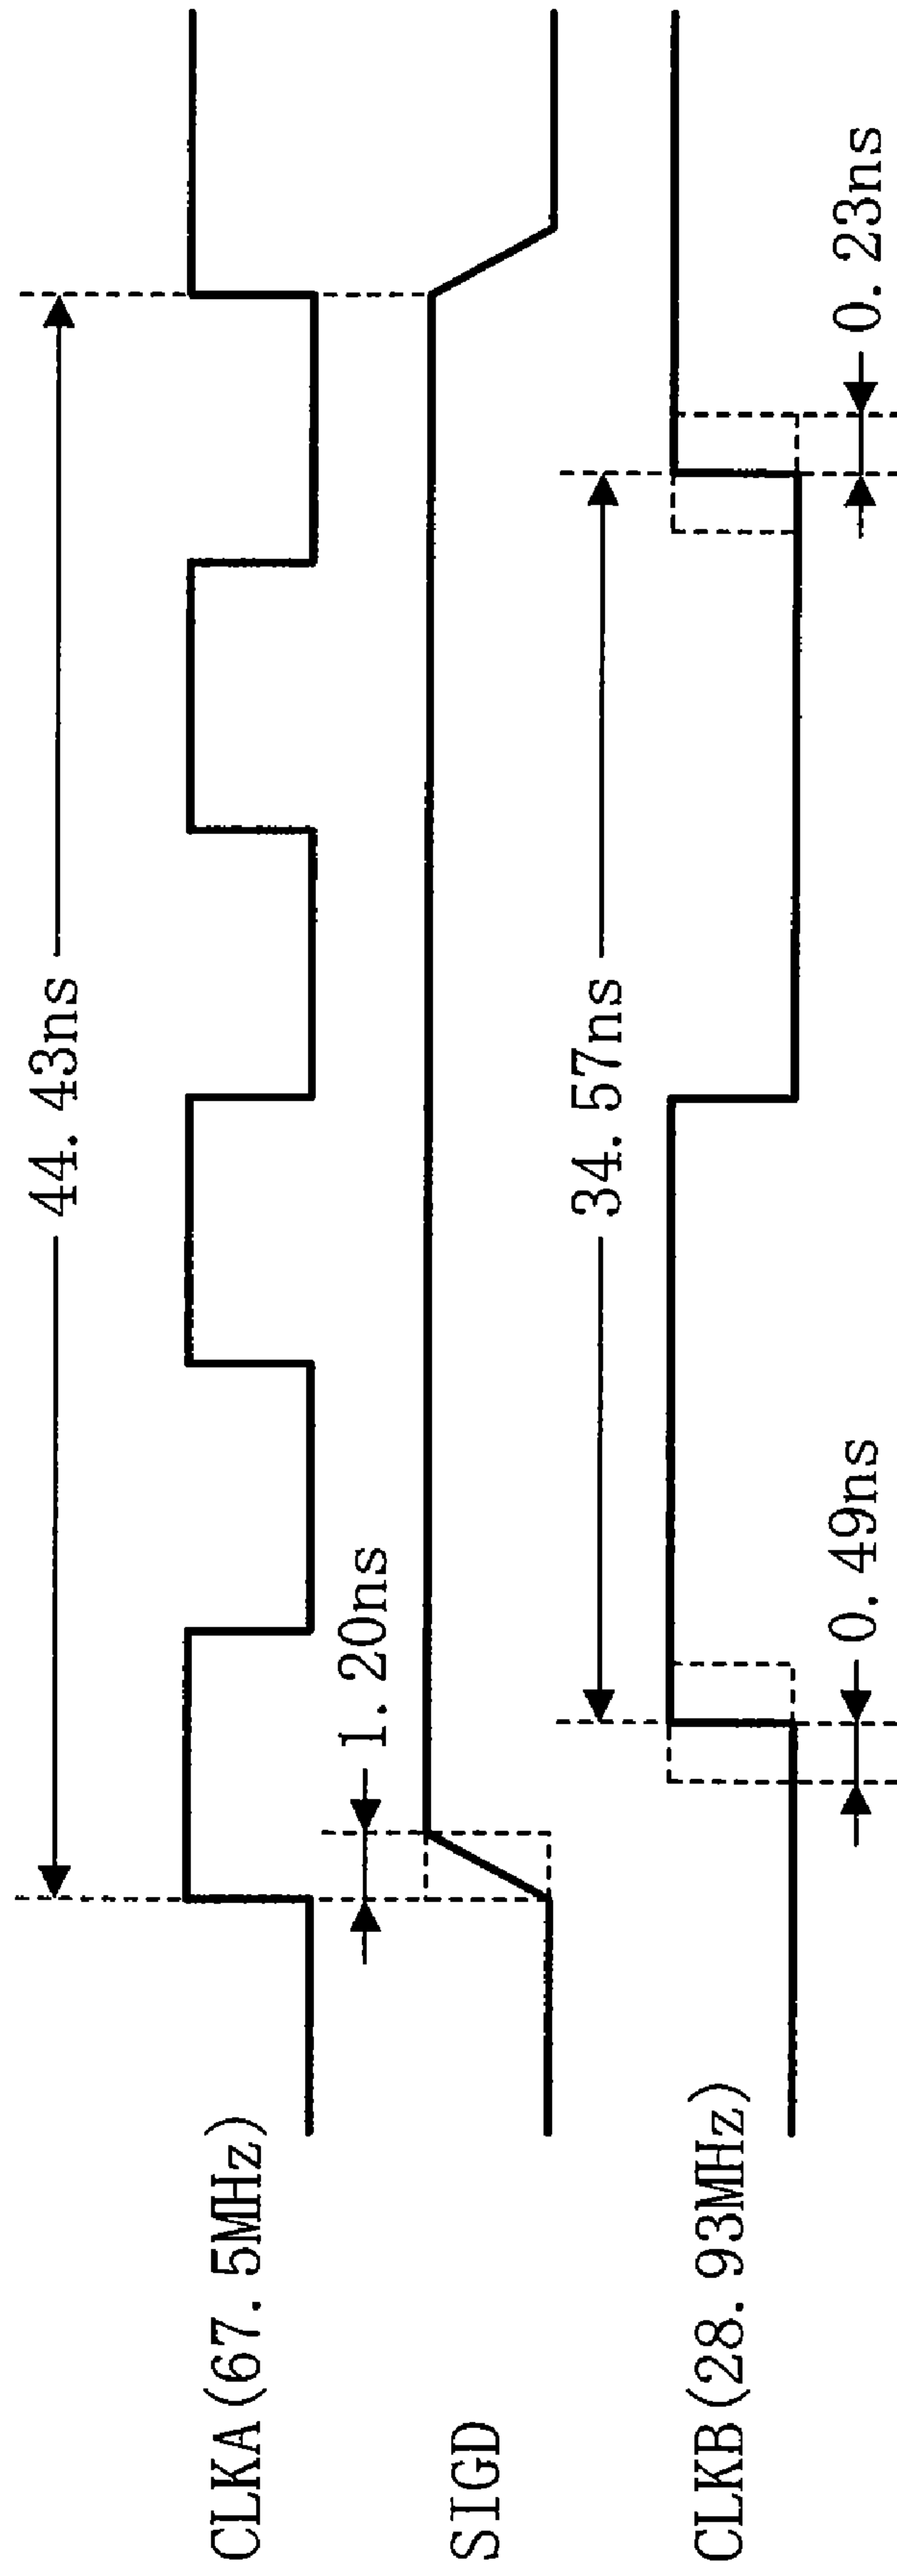 44. 43ns
CLKA(67. 5MHz)
1. 20ns
SIGD
34. 57ns
CLKB(28. 93MHz)
0. 49ns
0. 23ns